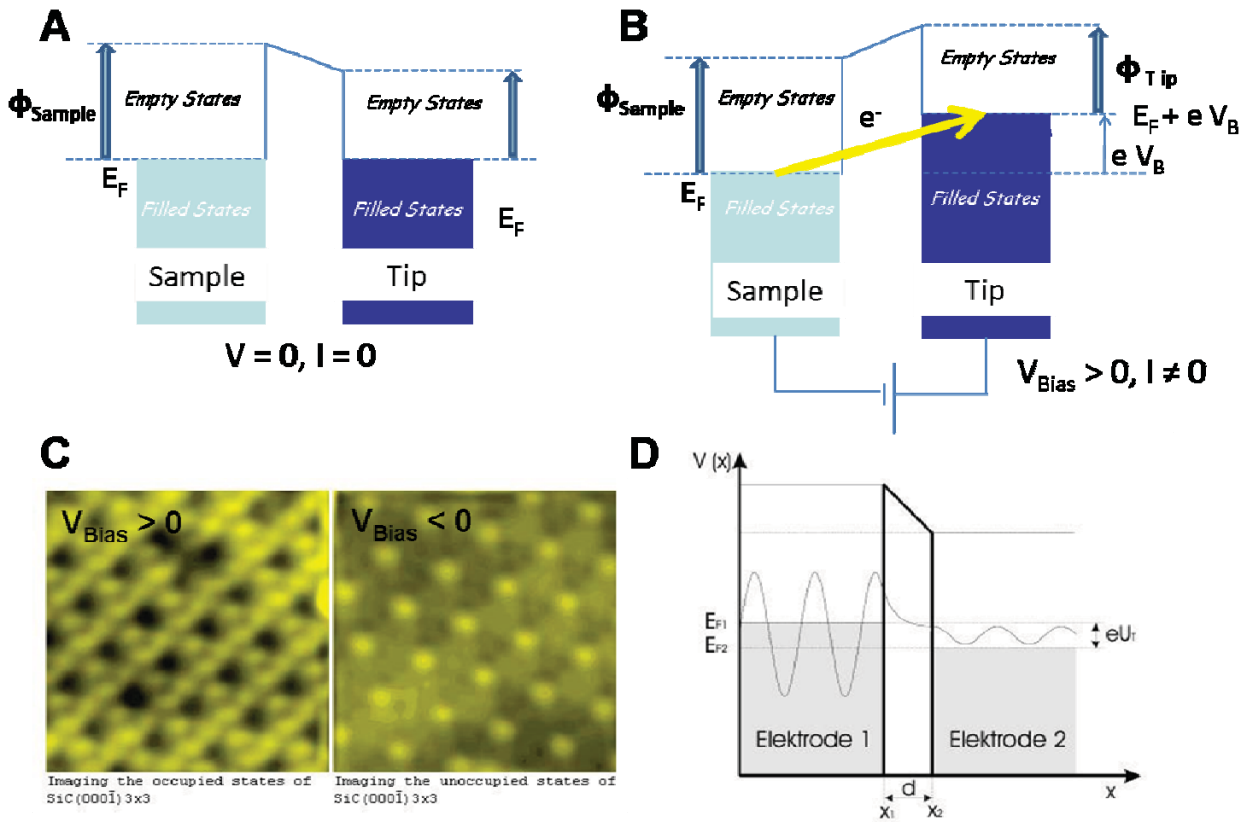 A
ϕSample
Empty States
Empty States
EF
Filled States
Filled States
EF
Sample
Tip
V = 0, I = 0
B
ϕSample
Empty States
Empty States
ϕTip
e-
EF + e VB
e VB
EF
Filled States
Filled States
Sample
Tip
VBias > 0, I ≠ 0
C
VBias > 0
VBias < 0
Imaging the occupied states of
SiC(0001̄)3x3
Imaging the unoccupied states of
SiC(0001̄)3x3
D
V (x)
EF1
EF2
eUT
Elektrode 1
Elektrode 2
d
x
x1
x2